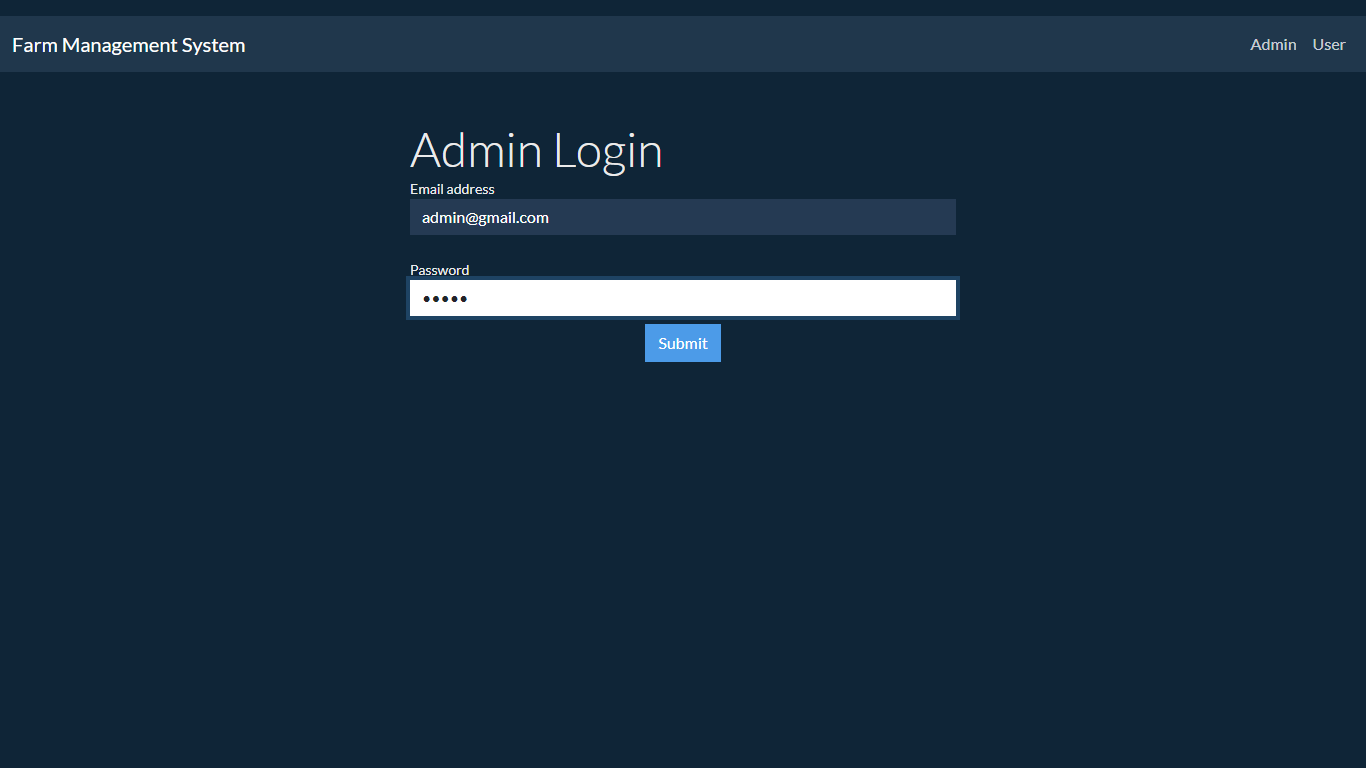 Farm Management System
Admin User
Admin Login
Email address
admin@gmail.com
Password
•••••
Submit